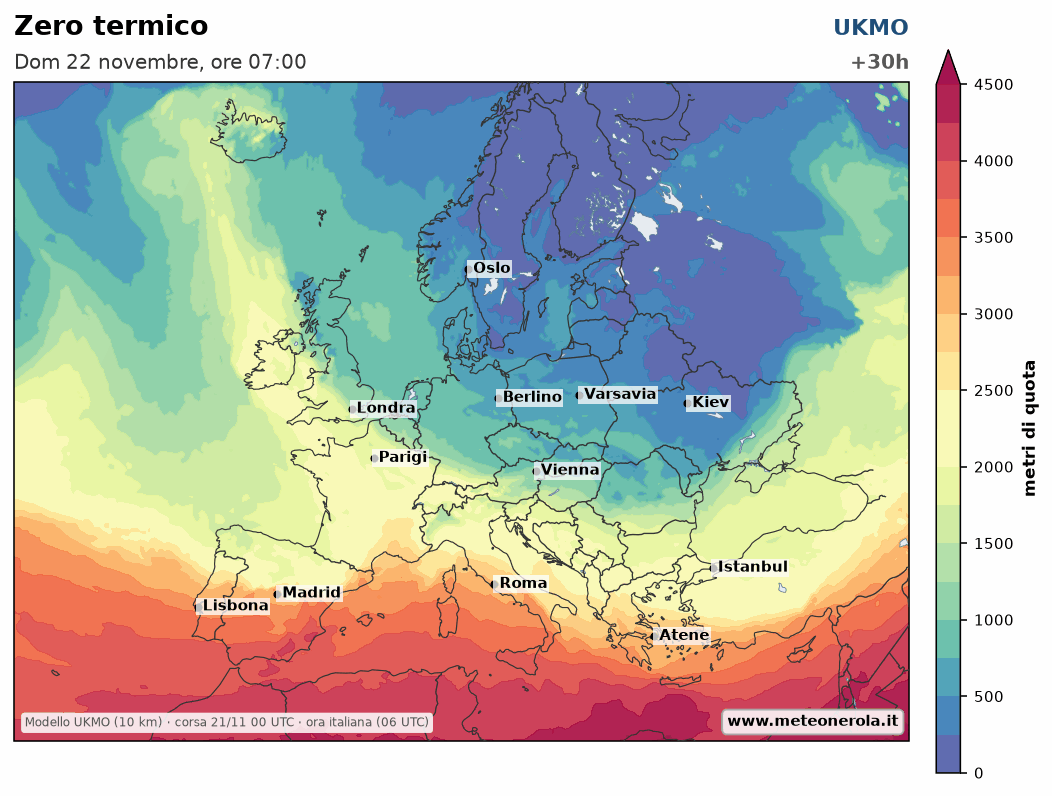 Zero termico
UKMO
Dom 22 novembre, ore 07:00
+30h
4500
4000
3500
3000
2500
2000
1500
1000
500
0
metri di quota
Oslo
Londra
Berlino
Varsavia
Kiev
Parigi
Vienna
Istanbul
Roma
Madrid
Lisbona
Atene
Modello UKMO (10 km) · corsa 21/11 00 UTC · ora italiana (06 UTC)
www.meteonerola.it